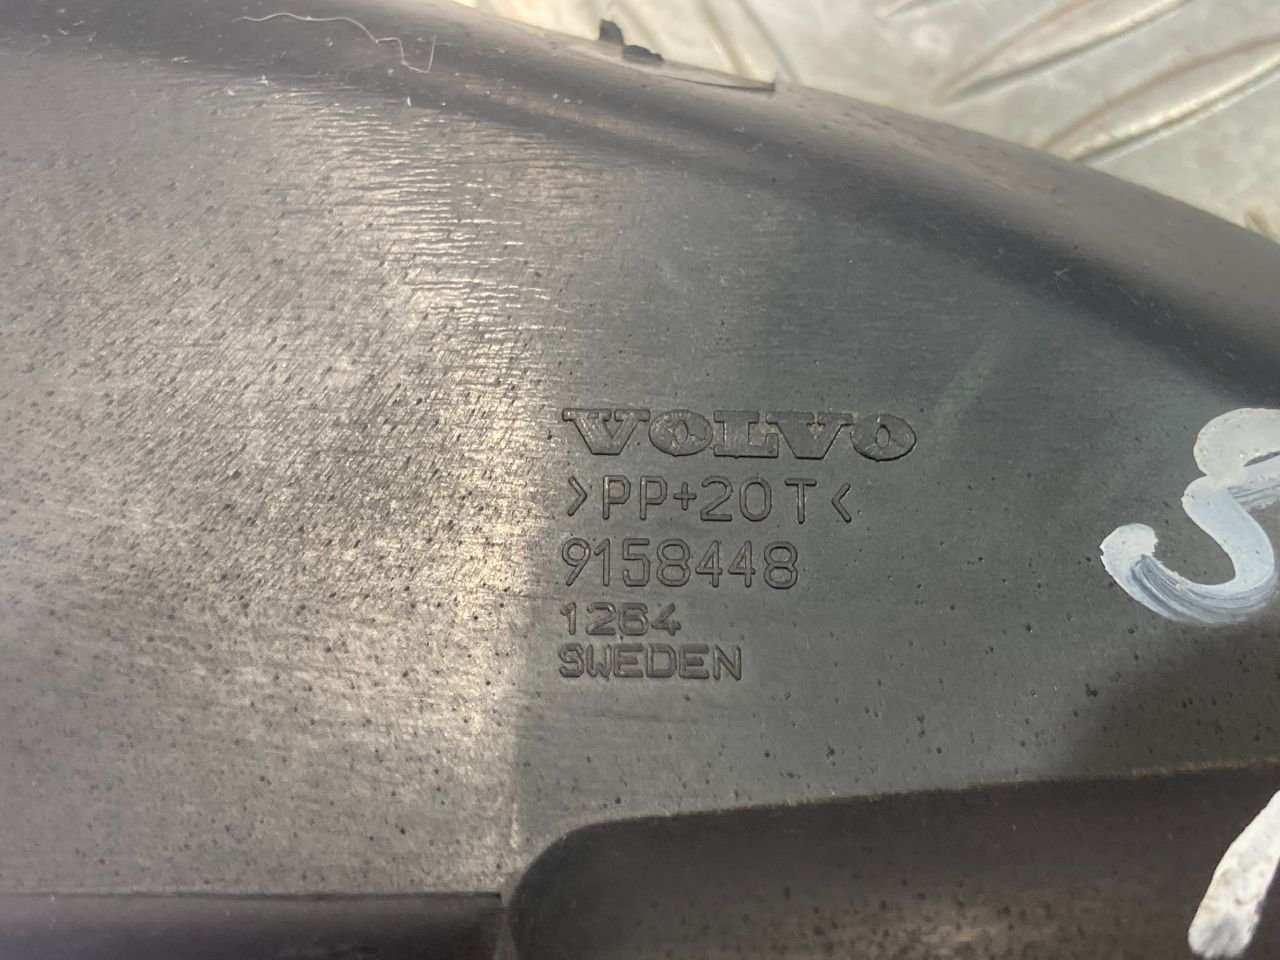 VOLVO
>PP+20T<
9158448
1264
SWEDEN